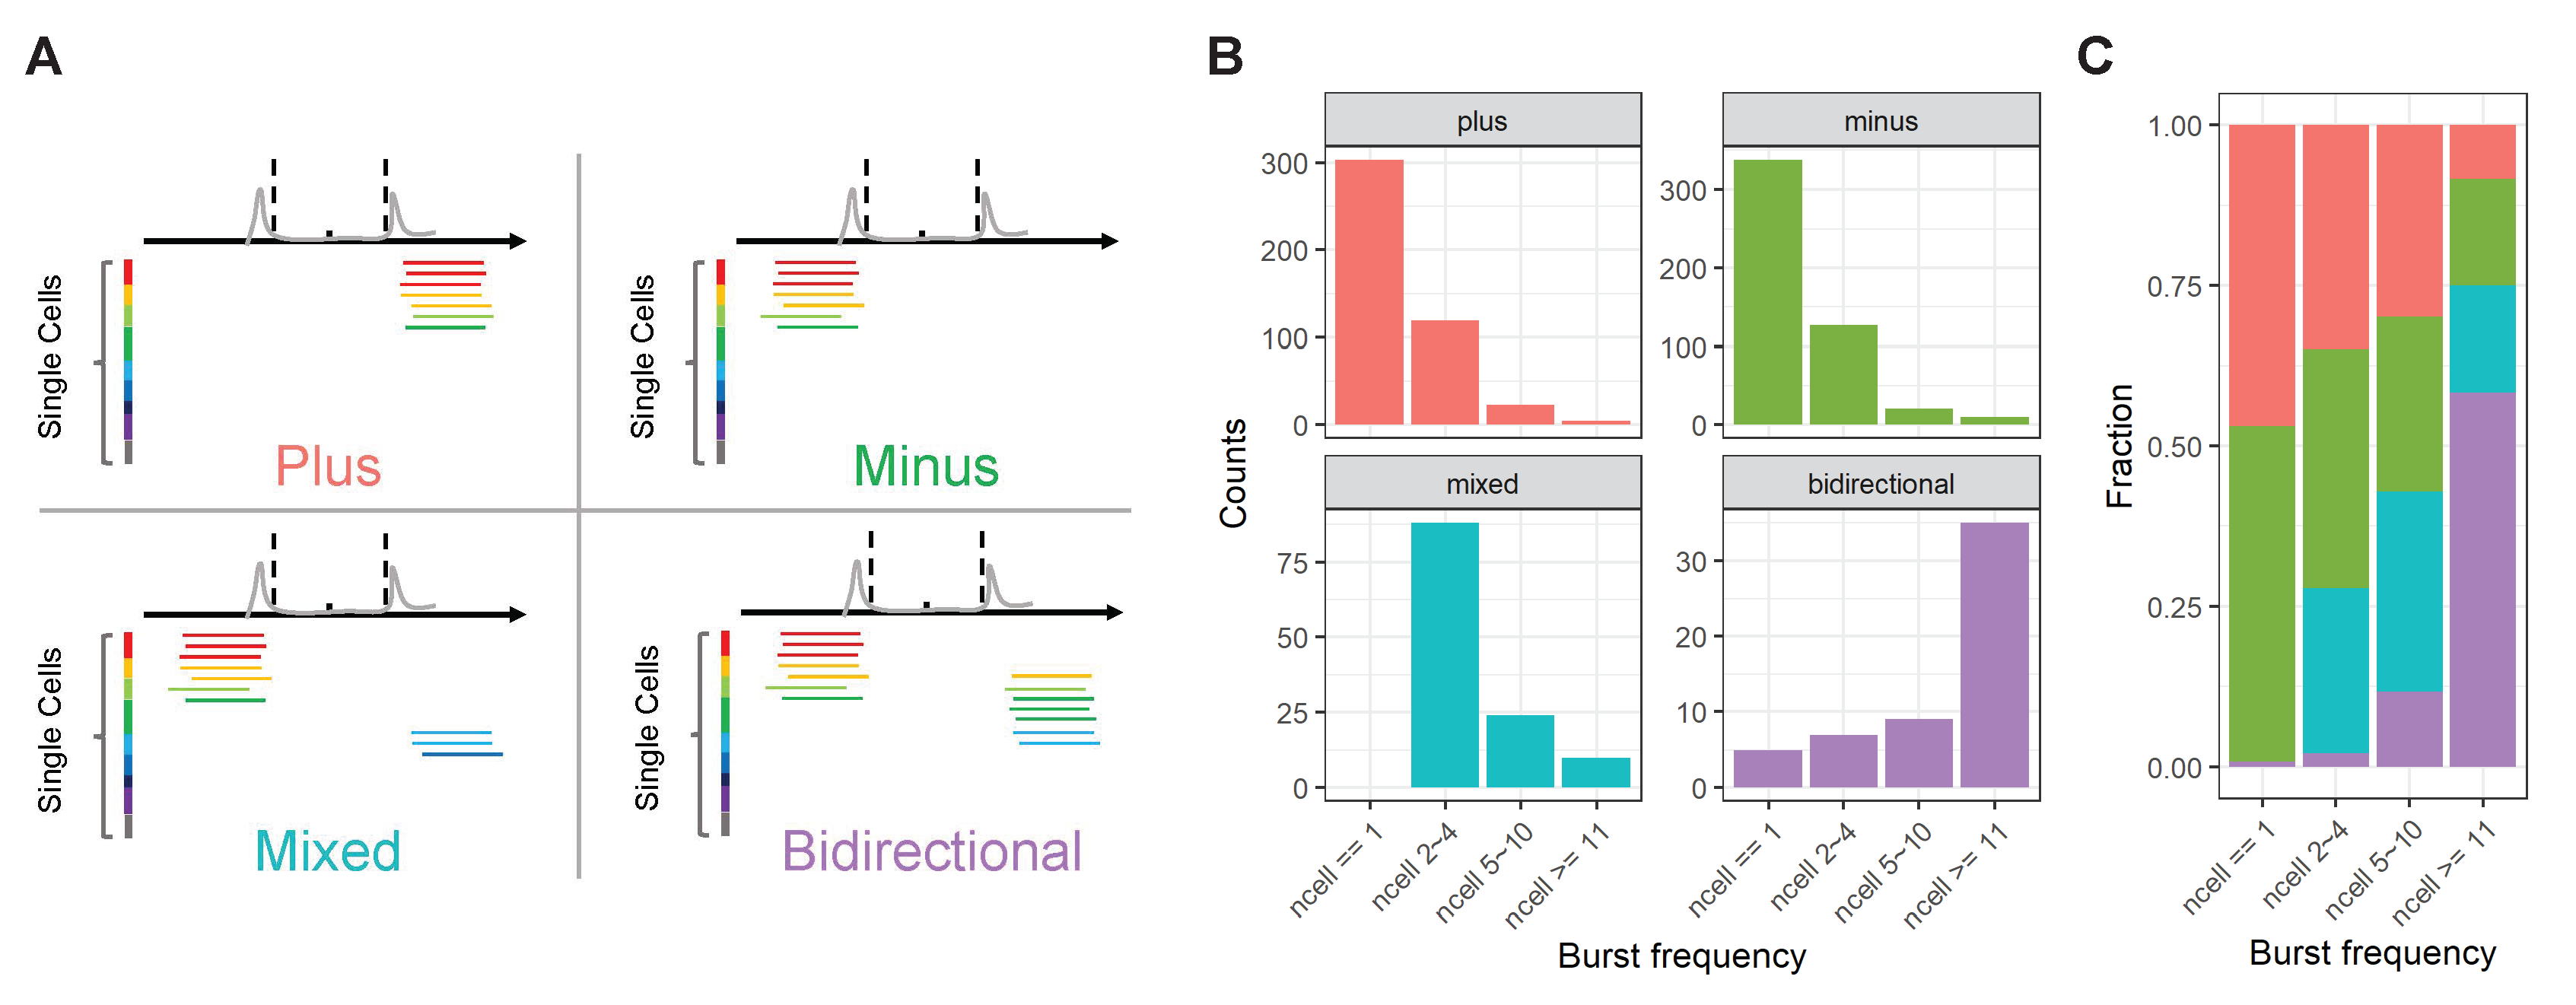 A
Single Cells
Plus
Single Cells
Minus
Single Cells
Mixed
Single Cells
Bidirectional
B
Counts
plus
300
200
100
0
minus
300
200
100
0
mixed
75
50
25
0
bidirectional
30
20
10
0
ncell == 1
ncell 2~4
ncell 5~10
ncell >= 11
ncell == 1
ncell 2~4
ncell 5~10
ncell >= 11
Burst frequency
C
Fraction
1.00
0.75
0.50
0.25
0.00
ncell == 1
ncell 2~4
ncell 5~10
ncell >= 11
Burst frequency